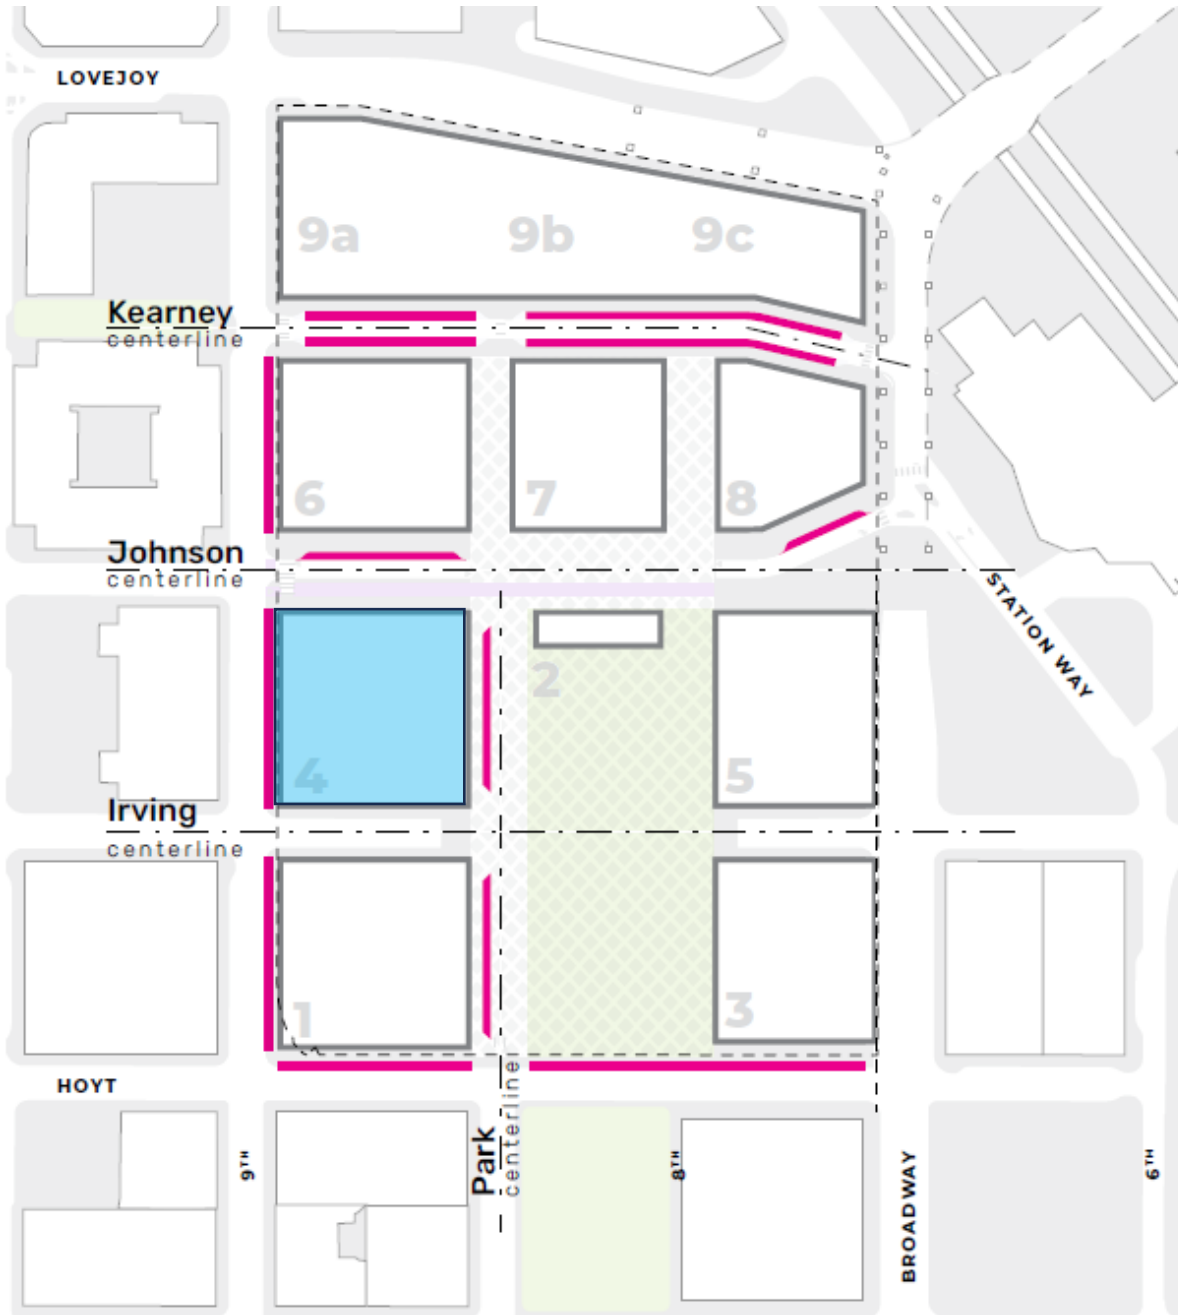 LOVEJOY
9a
9b
9c
Kearney
centerline
6
7
8
Johnson
centerline
STATION WAY
2
4
5
Irving
centerline
1
3
HOYT
Park
centerline
9TH
8TH
BROADWAY
6TH